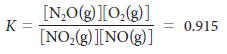 K = [N₂O(g)][O₂(g)] / [NO₂(g)][NO(g)] = 0.915